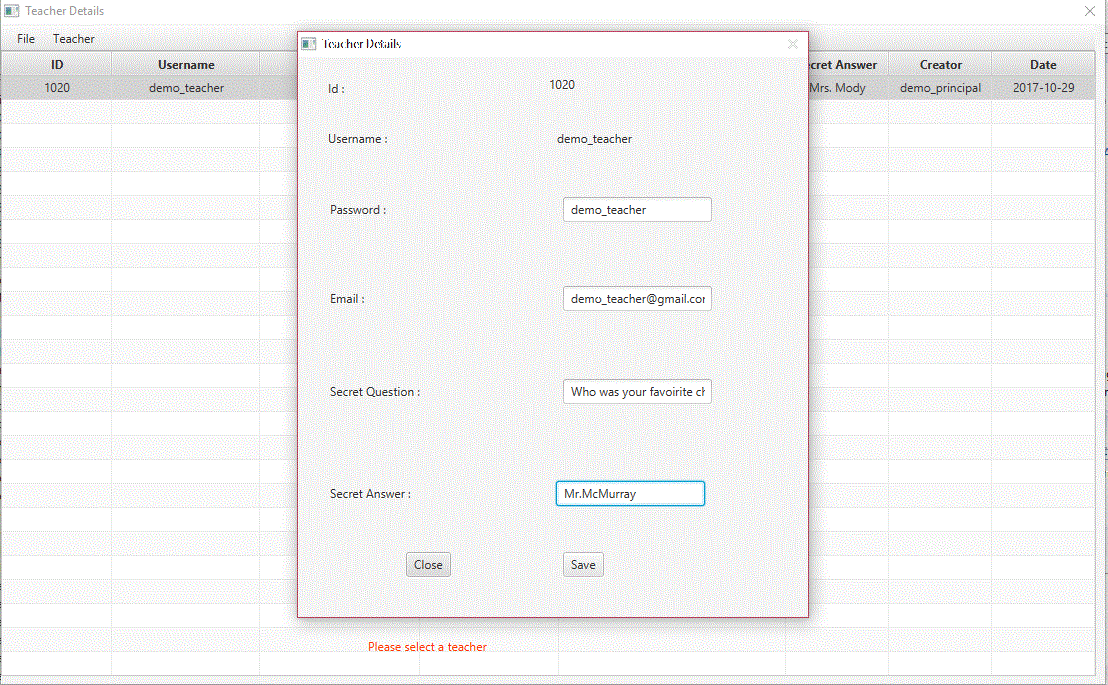 Teacher Details
File Teacher
ID Username cret Answer Creator Date
1020 demo_teacher Mrs. Mody demo_principal 2017-10-29
Teacher Details
Id : 1020
Username : demo_teacher
Password : demo_teacher
Email : demo_teacher@gmail.cor
Secret Question : Who was your favoirite ch
Secret Answer : Mr.McMurray
Close Save
Please select a teacher